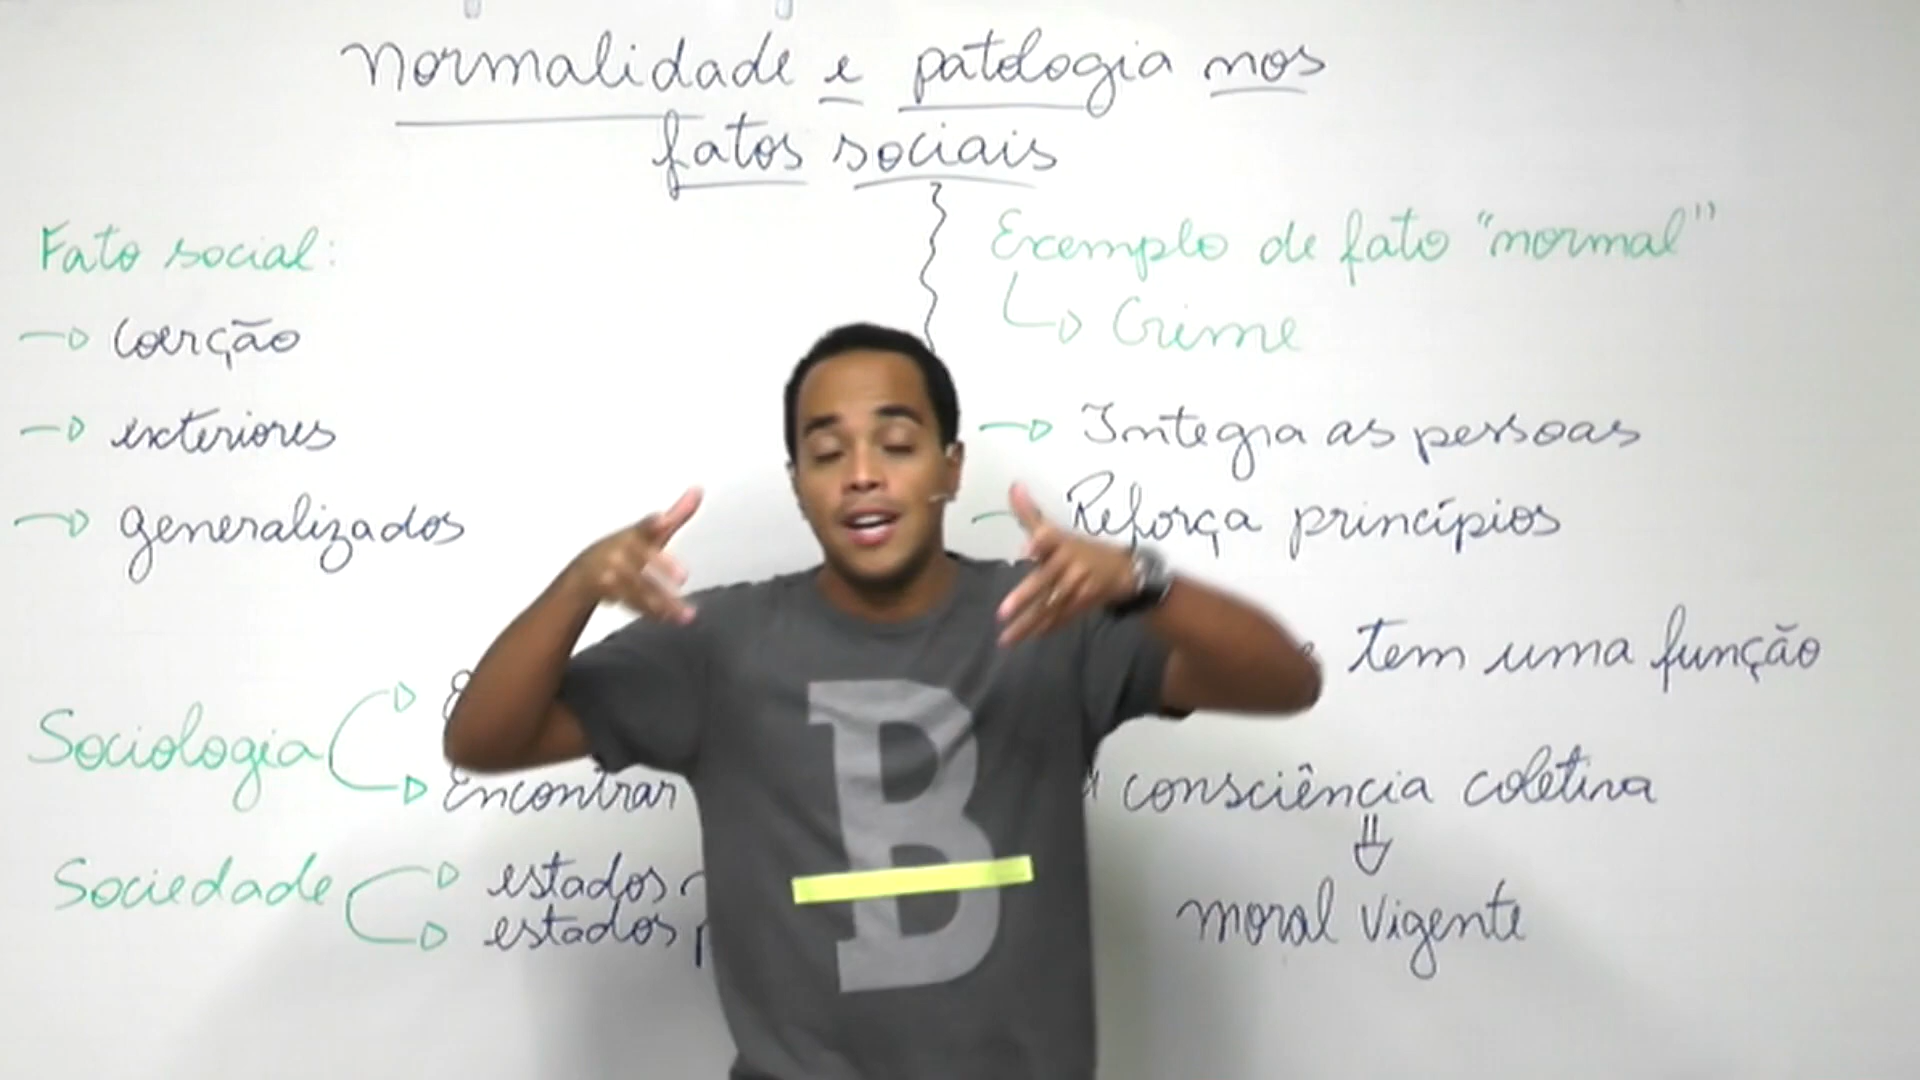 Normalidade e patologia nos
fatos sociais
Fato social:
coerção
exteriores
generalizados
Sociologia
Encontrar
Sociedade
estados
estados
Exemplo de fato "normal"
Crime
Integra as pessoas
Reforça princípios
tem uma função
consciência coletiva
moral vigente
B